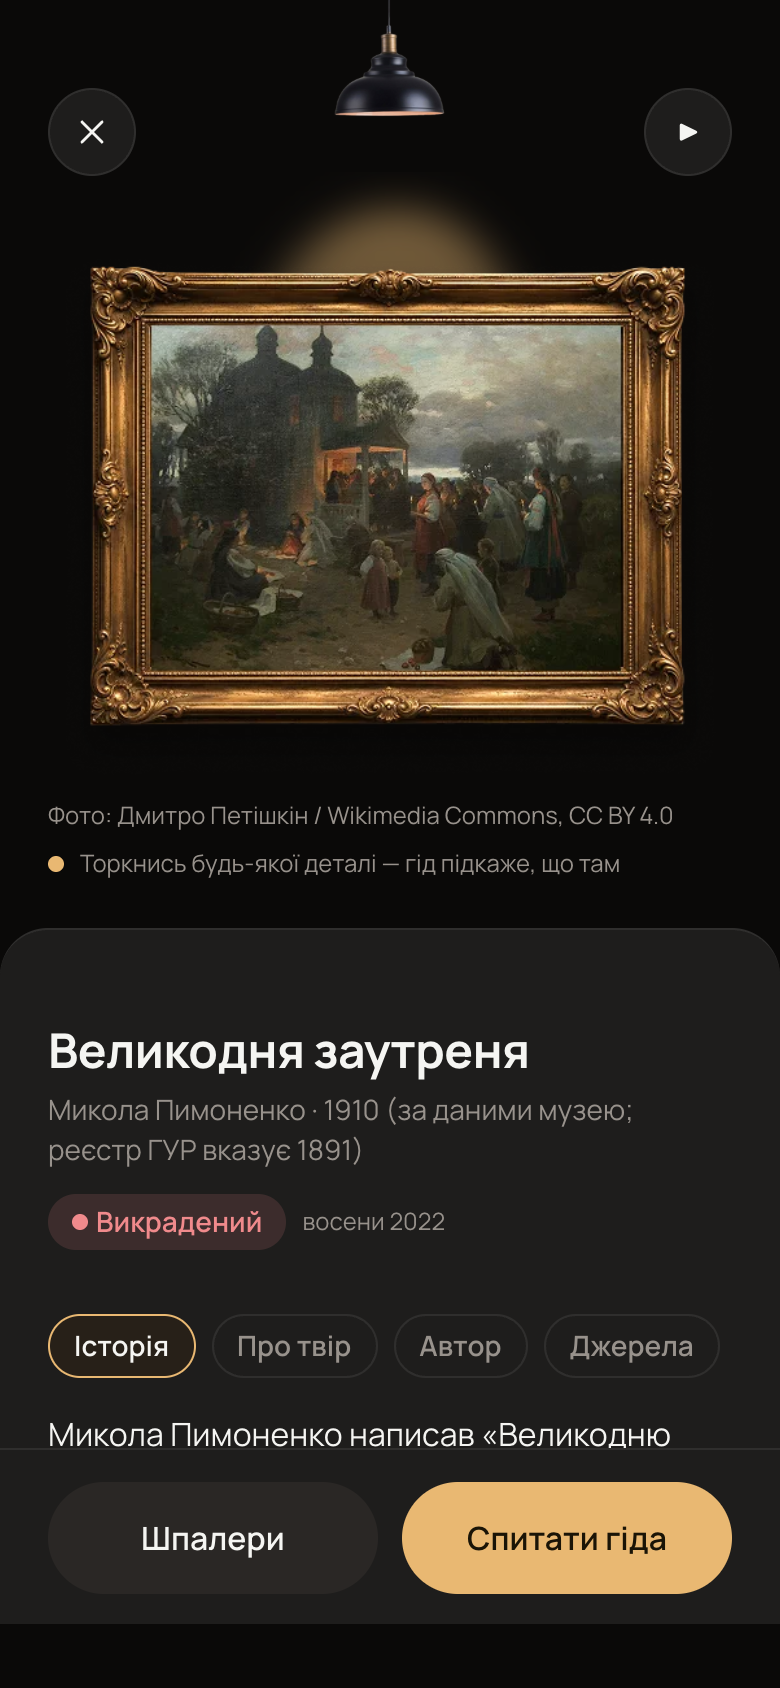 Фото: Дмитро Петішкін / Wikimedia Commons, CC BY 4.0
Торкнись будь-якої деталі — гід підкаже, що там
Великодня заутреня
Микола Пимоненко · 1910 (за даними музею;
реєстр ГУР вказує 1891)
Викрадений восени 2022
Історія Про твір Автор Джерела
Микола Пимоненко написав «Великодню
Шпалери Спитати гіда